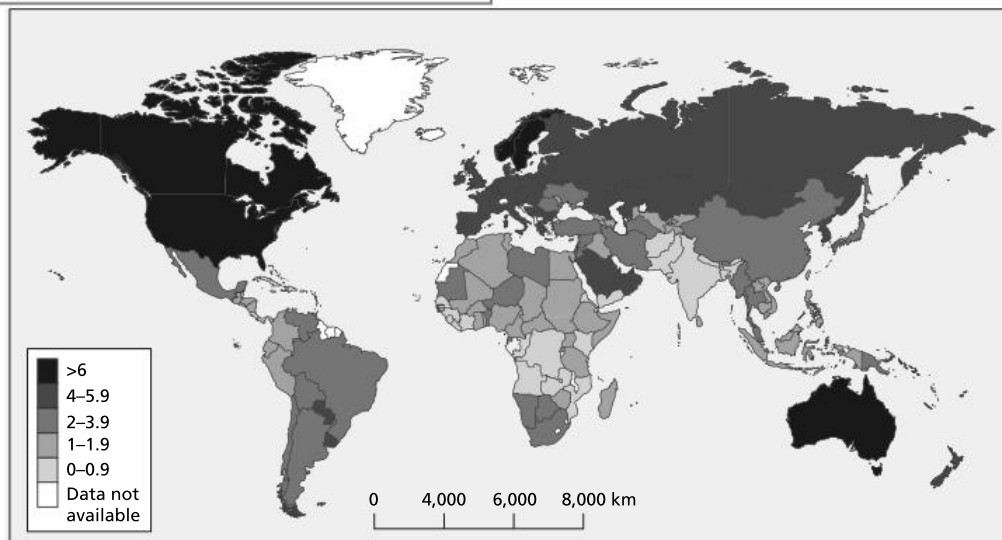 >6
4–5.9
2–3.9
1–1.9
0–0.9
Data not
available
0 4,000 6,000 8,000 km